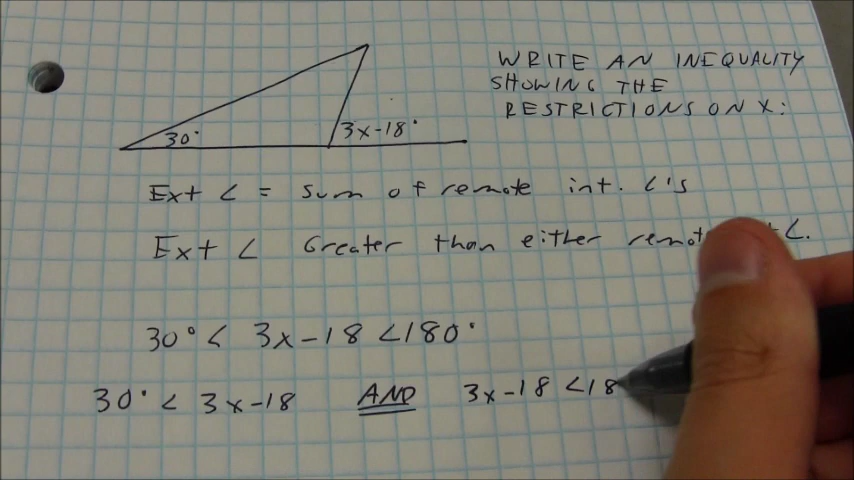 WRITE AN INEQUALITY
SHOWING THE
RESTRICTIONS ON X:
30°
3x-18°
Ext ∠ = Sum of remote int. ∠'s
Ext ∠ Greater than either ∠.
30° < 3x-18 <180°
30° < 3x-18 AND 3x-18 <18